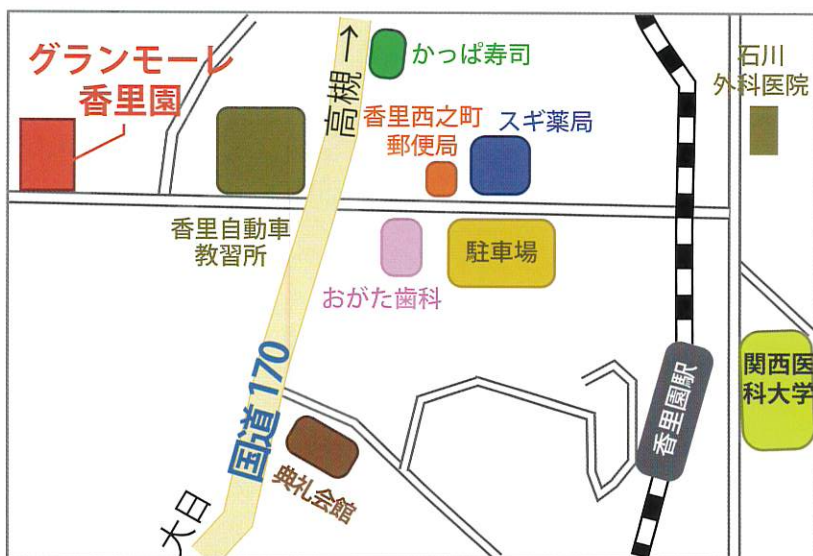 グランモーレ
香里園
高槻→
かっぱ寿司
石川
外科医院
香里西之町
郵便局
スギ薬局
香里自動車
教習所
駐車場
おがた歯科
国道 170
香里園駅
関西医
科大学
典礼会館
大日